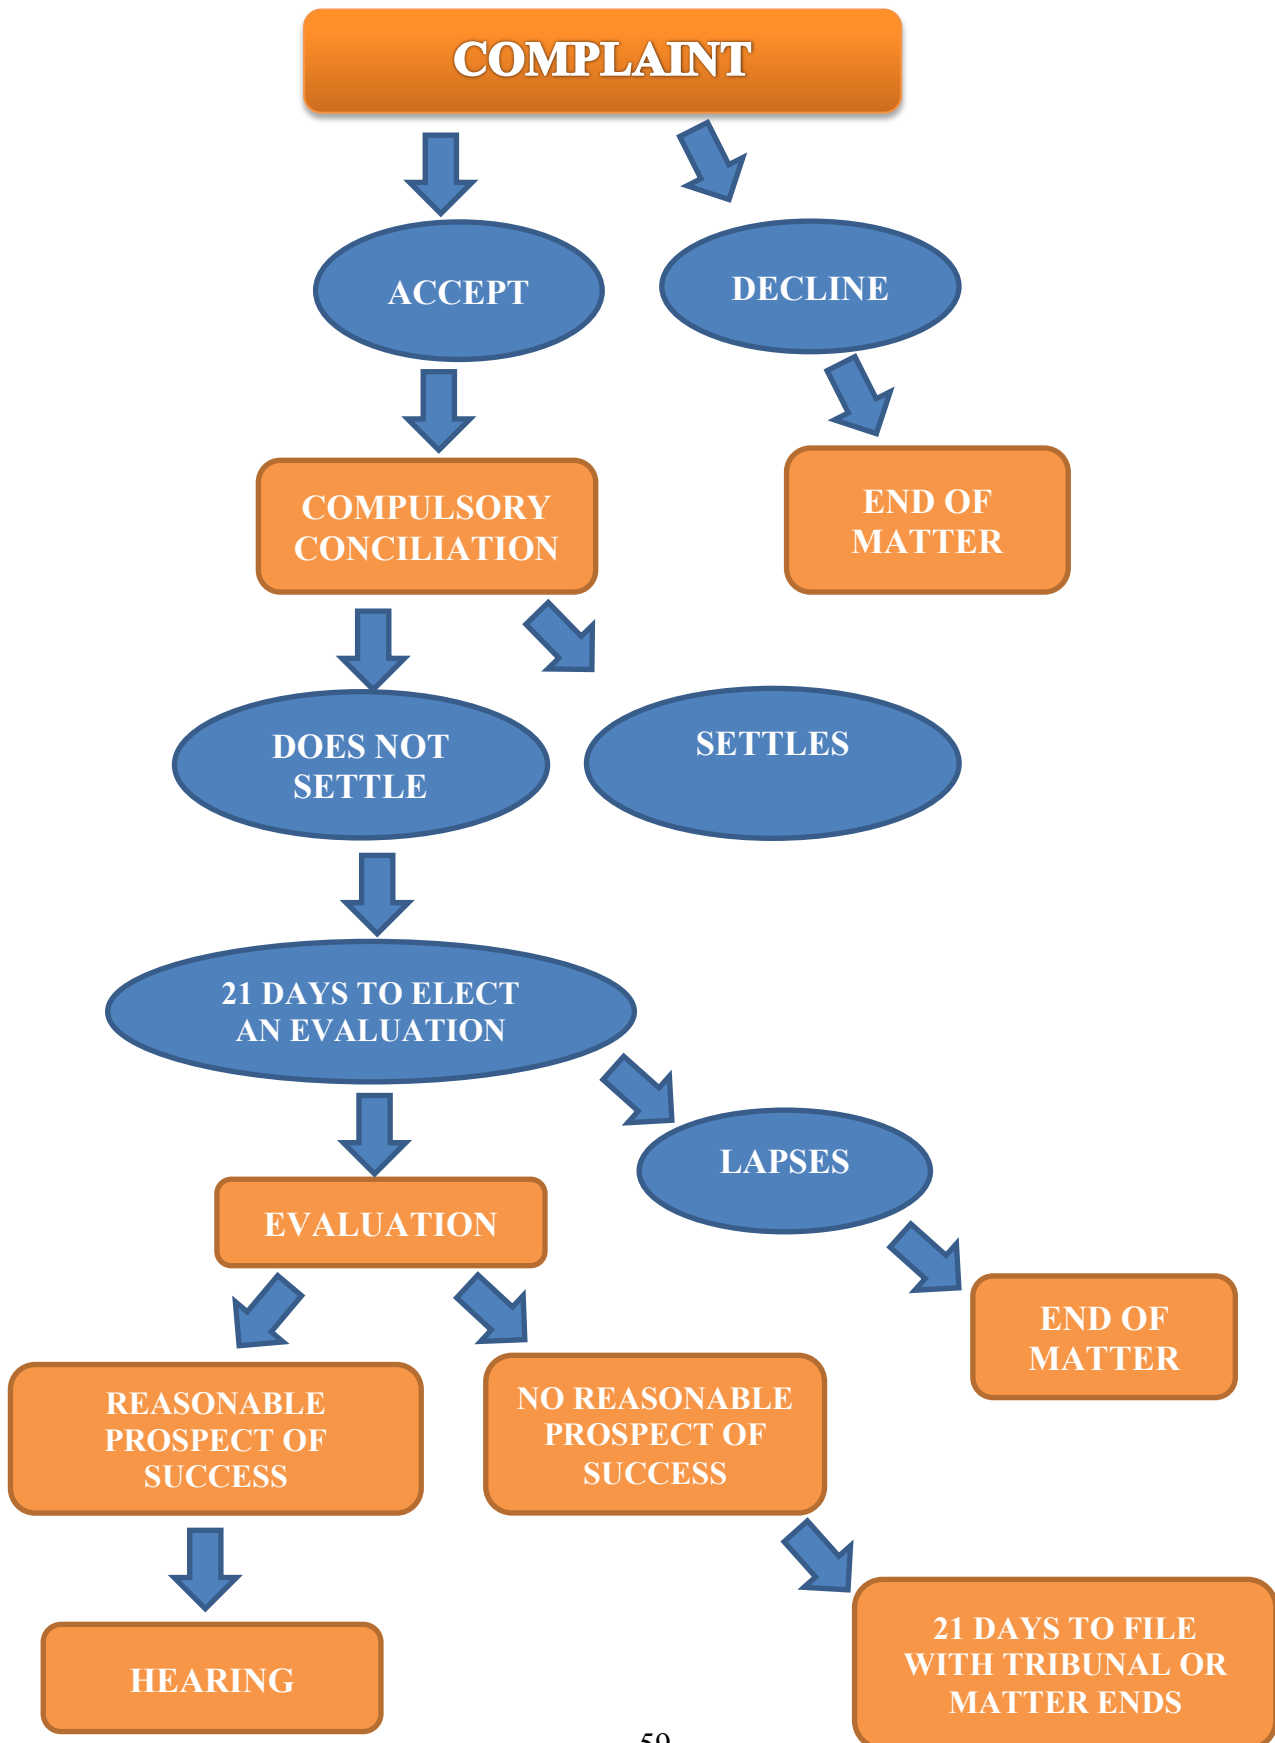 COMPLAINT
ACCEPT
DECLINE
COMPULSORY
CONCILIATION
END OF
MATTER
DOES NOT
SETTLE
SETTLES
21 DAYS TO ELECT
AN EVALUATION
LAPSES
EVALUATION
END OF
MATTER
REASONABLE
PROSPECT OF
SUCCESS
NO REASONABLE
PROSPECT OF
SUCCESS
HEARING
21 DAYS TO FILE
WITH TRIBUNAL OR
MATTER ENDS
59